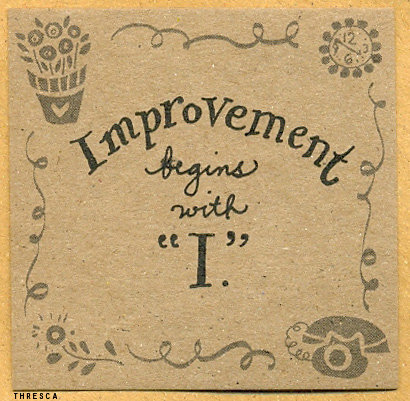 Improvement
begins
with
“I.”
THRESCA